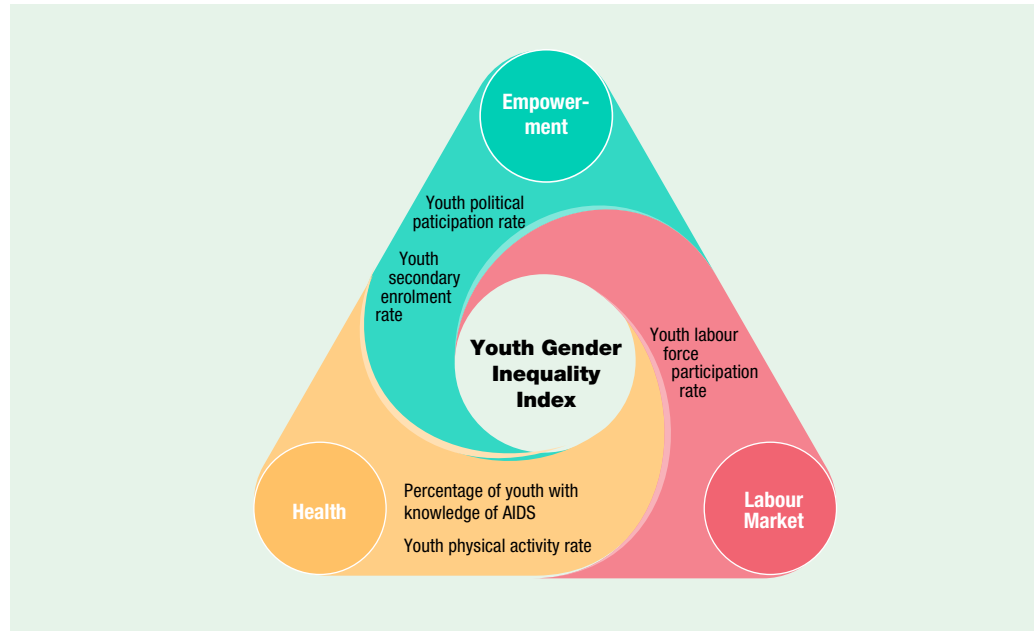 Empower-
ment
Youth political
paticipation rate
Youth
secondary
enrolment
rate
Youth Gender
Inequality
Index
Youth labour
force
participation
rate
Health
Percentage of youth with
knowledge of AIDS
Youth physical activity rate
Labour
Market